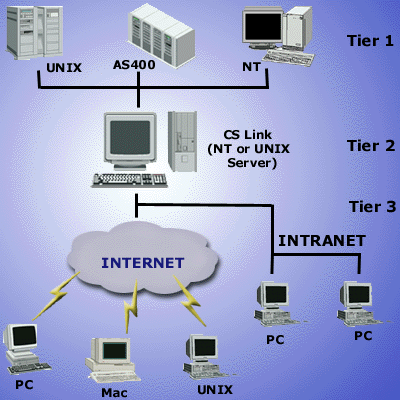 Tier 1
UNIX
AS400
NT
CS Link
(NT or UNIX
Server)
Tier 2
Tier 3
INTRANET
INTERNET
PC
PC
PC
Mac
UNIX